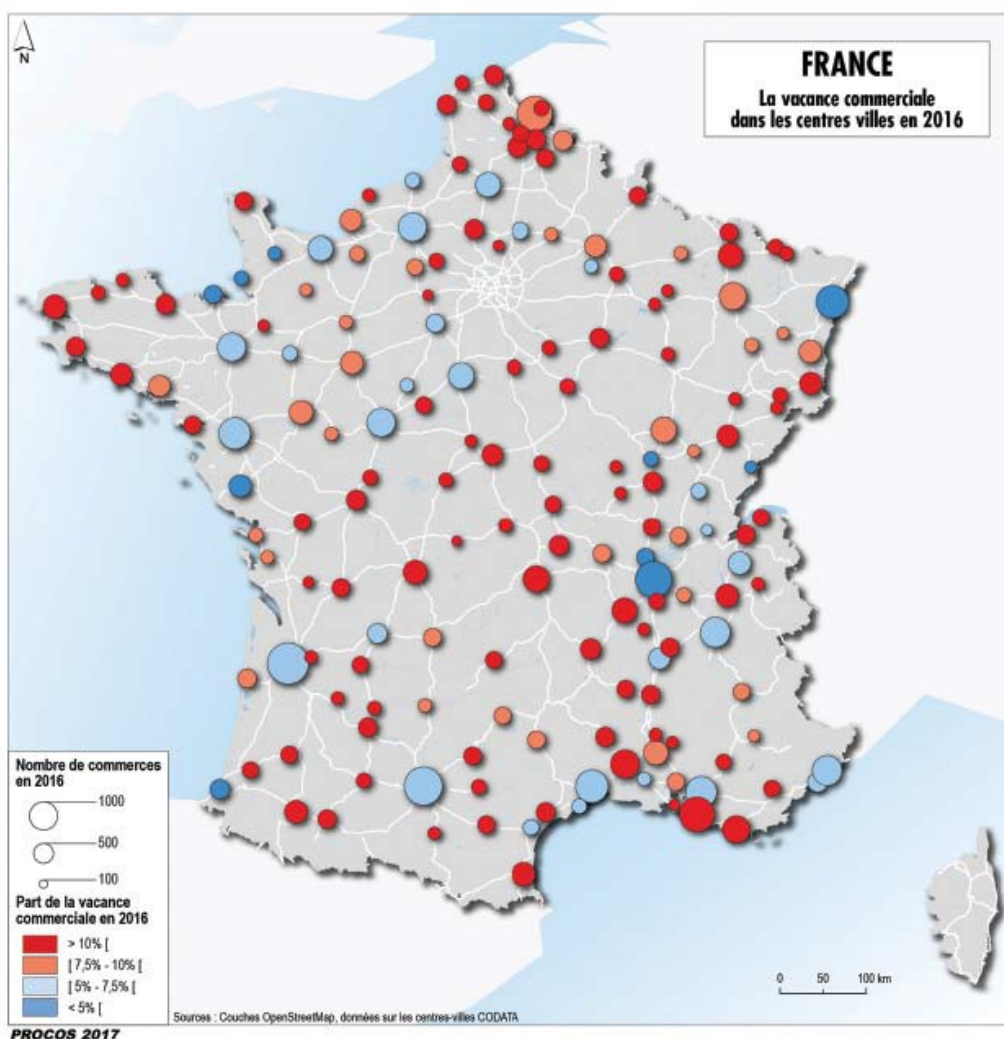 N
FRANCE
La vacance commerciale
dans les centres villes en 2016
Nombre de commerces
en 2016
1000
500
100
Part de la vacance
commerciale en 2016
> 10% [
[ 7,5% - 10% [
[ 5% - 7,5% [
< 5% [
0 50 100 km
Sources : Couches OpenStreetMap, données sur les centres-villes CODATA
PROCOS 2017